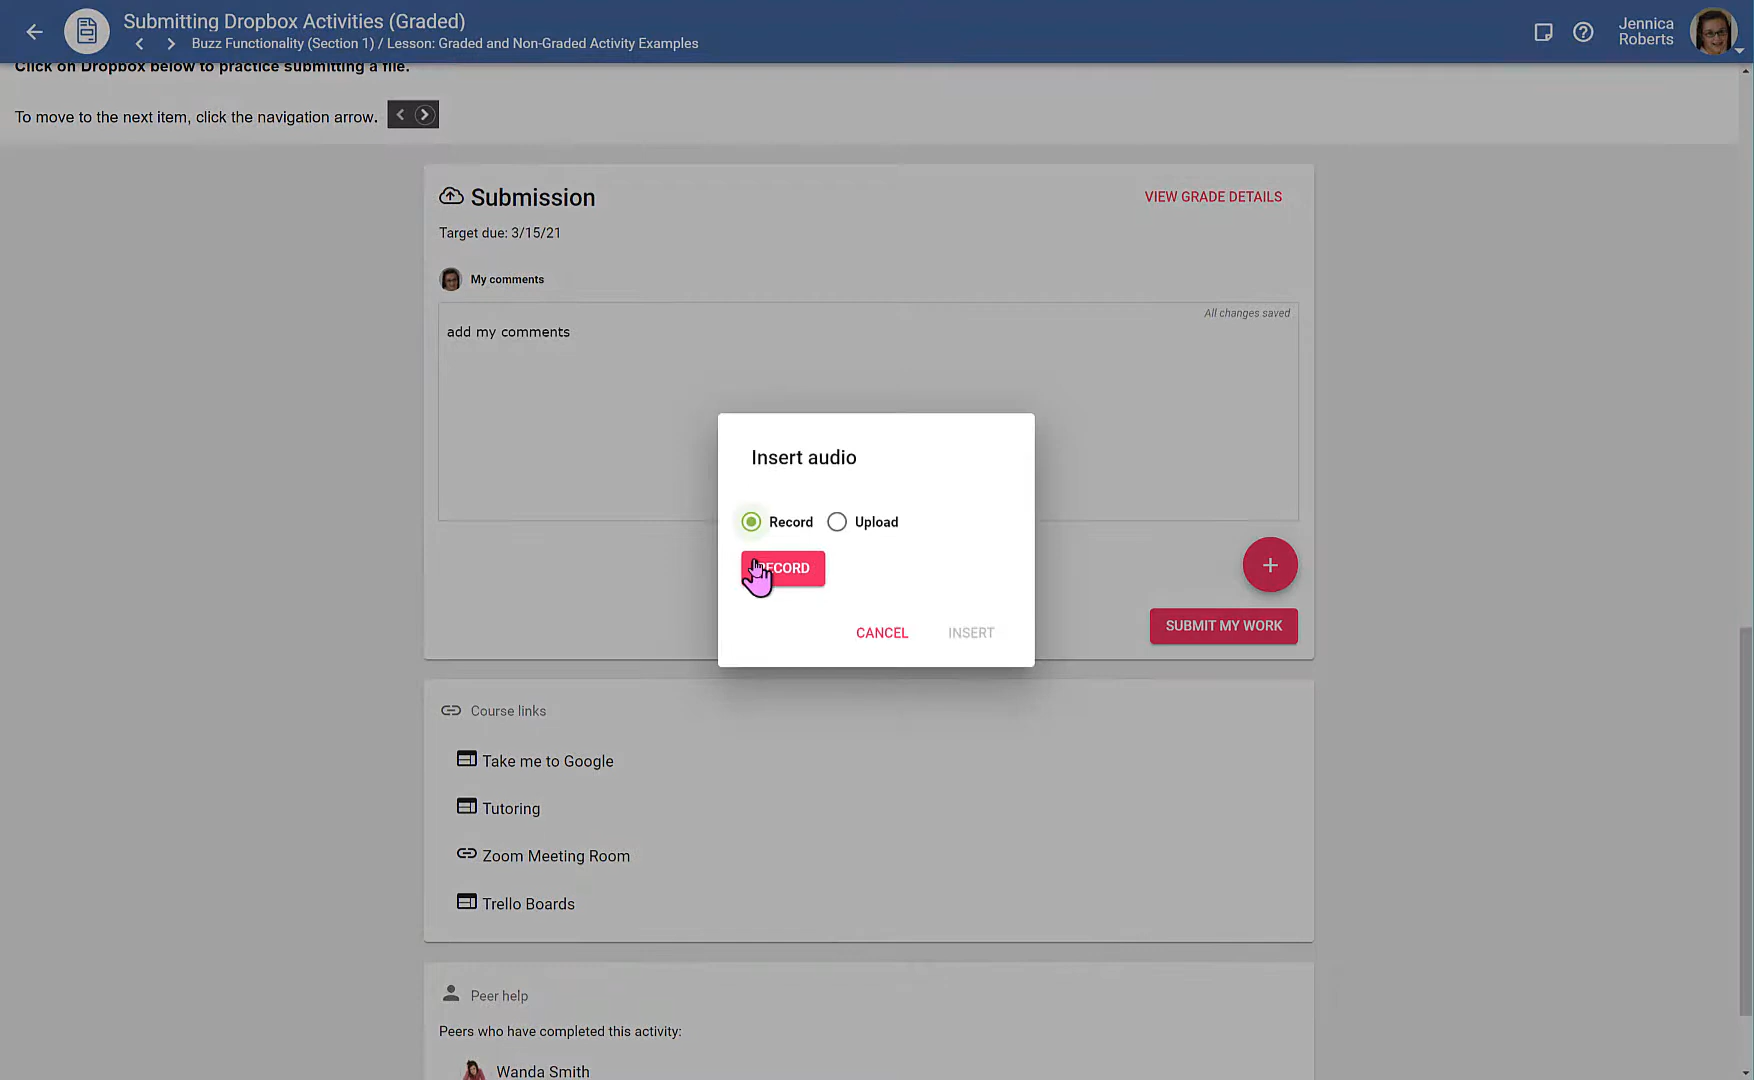 Submitting Dropbox Activities (Graded)
Buzz Functionality (Section 1) / Lesson: Graded and Non-Graded Activity Examples
Jennica
Roberts
Click on Dropbox below to practice submitting a file.
To move to the next item, click the navigation arrow.
Submission
VIEW GRADE DETAILS
Target due: 3/15/21
My comments
All changes saved
add my comments
Insert audio
Record
Upload
RECORD
CANCEL
INSERT
SUBMIT MY WORK
Course links
Take me to Google
Tutoring
Zoom Meeting Room
Trello Boards
Peer help
Peers who have completed this activity:
Wanda Smith